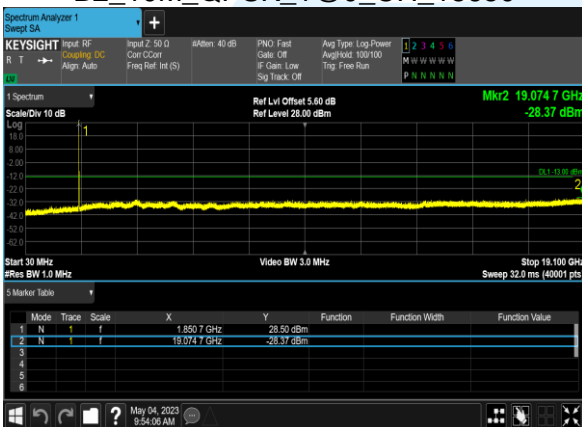 Spectrum Analyzer 1
Swept SA
+
KEYSIGHT
R T
LV
Input: RF
Coupling: DC
Align: Auto
Input Z: 50 Ω
Corr CCorr
Freq Ref: Int (S)
#Atten: 40 dB
PNO: Fast
Gate: Off
IF Gain: Low
Sig Track: Off
Avg Type: Log-Power
Avg|Hold: 100/100
Trig: Free Run
1 2 3 4 5 6
M W W W W W
P N N N N N
1 Spectrum
Scale/Div 10 dB
Ref Lvl Offset 5.60 dB
Ref Level 28.00 dBm
Mkr2 19.074 7 GHz
-28.37 dBm
Log
18.0
8.00
-2.00
-12.0
-22.0
-32.0
-42.0
-52.0
-62.0
1
DL1 -13.00 dBm
2
Start 30 MHz
#Res BW 1.0 MHz
Video BW 3.0 MHz
Stop 19.100 GHz
Sweep 32.0 ms (40001 pts
5 Marker Table
Mode Trace Scale X Y Function Function Width Function Value
1 N 1 f 1.850 7 GHz 28.50 dBm
2 N 1 f 19.074 7 GHz -28.37 dBm
3
4
5
6
?
May 04, 2023
9:54:06 AM